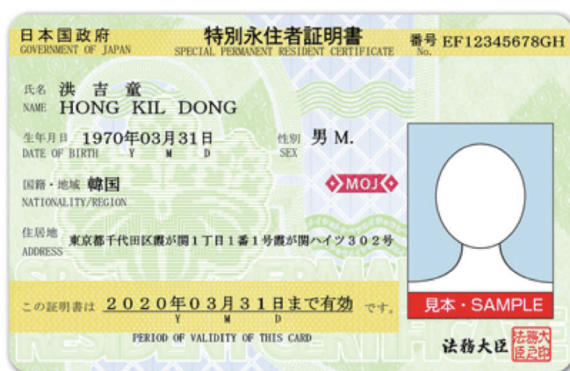 日本国政府 特別永住者証明書 番号 EF12345678GH
GOVERNMENT OF JAPAN SPECIAL PERMANENT RESIDENT CERTIFICATE No.
氏名 洪 吉 童
NAME HONG KIL DONG
生年月日 1970年03月31日 性別 男 M.
DATE OF BIRTH Y M D SEX
国籍・地域 韓国
NATIONALITY/REGION
MOJ
住居地 東京都千代田区霞が関1丁目1番1号霞が関ハイツ302号
ADDRESS
この証明書は 2020年03月31日まで有効 です。
Y M D
PERIOD OF VALIDITY OF THIS CARD
見本・SAMPLE
法務大臣